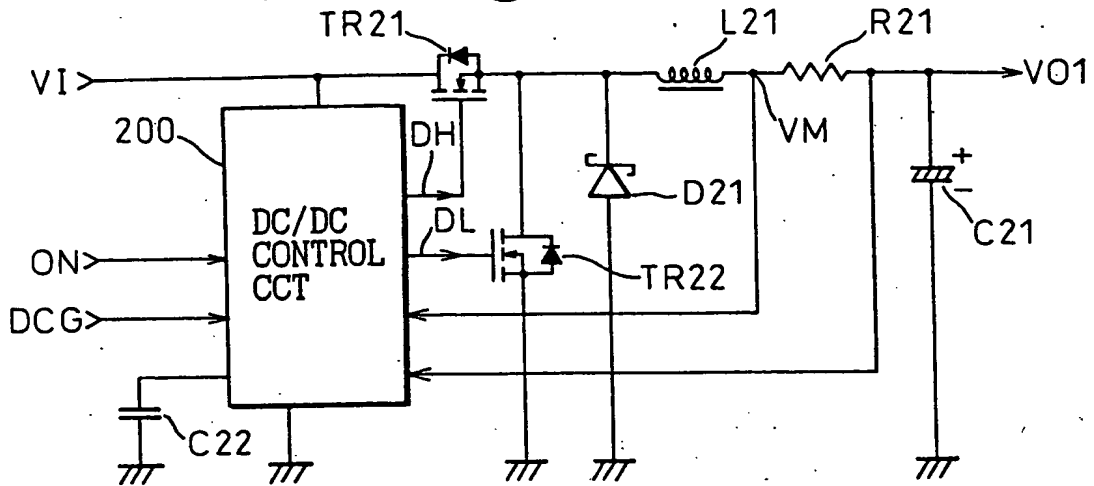 TR21
L21
R21
VI
VO1
200
DH
VM
DC/DC
CONTROL
CCT
DL
D21
+
-
C21
ON
TR22
DCG
C22